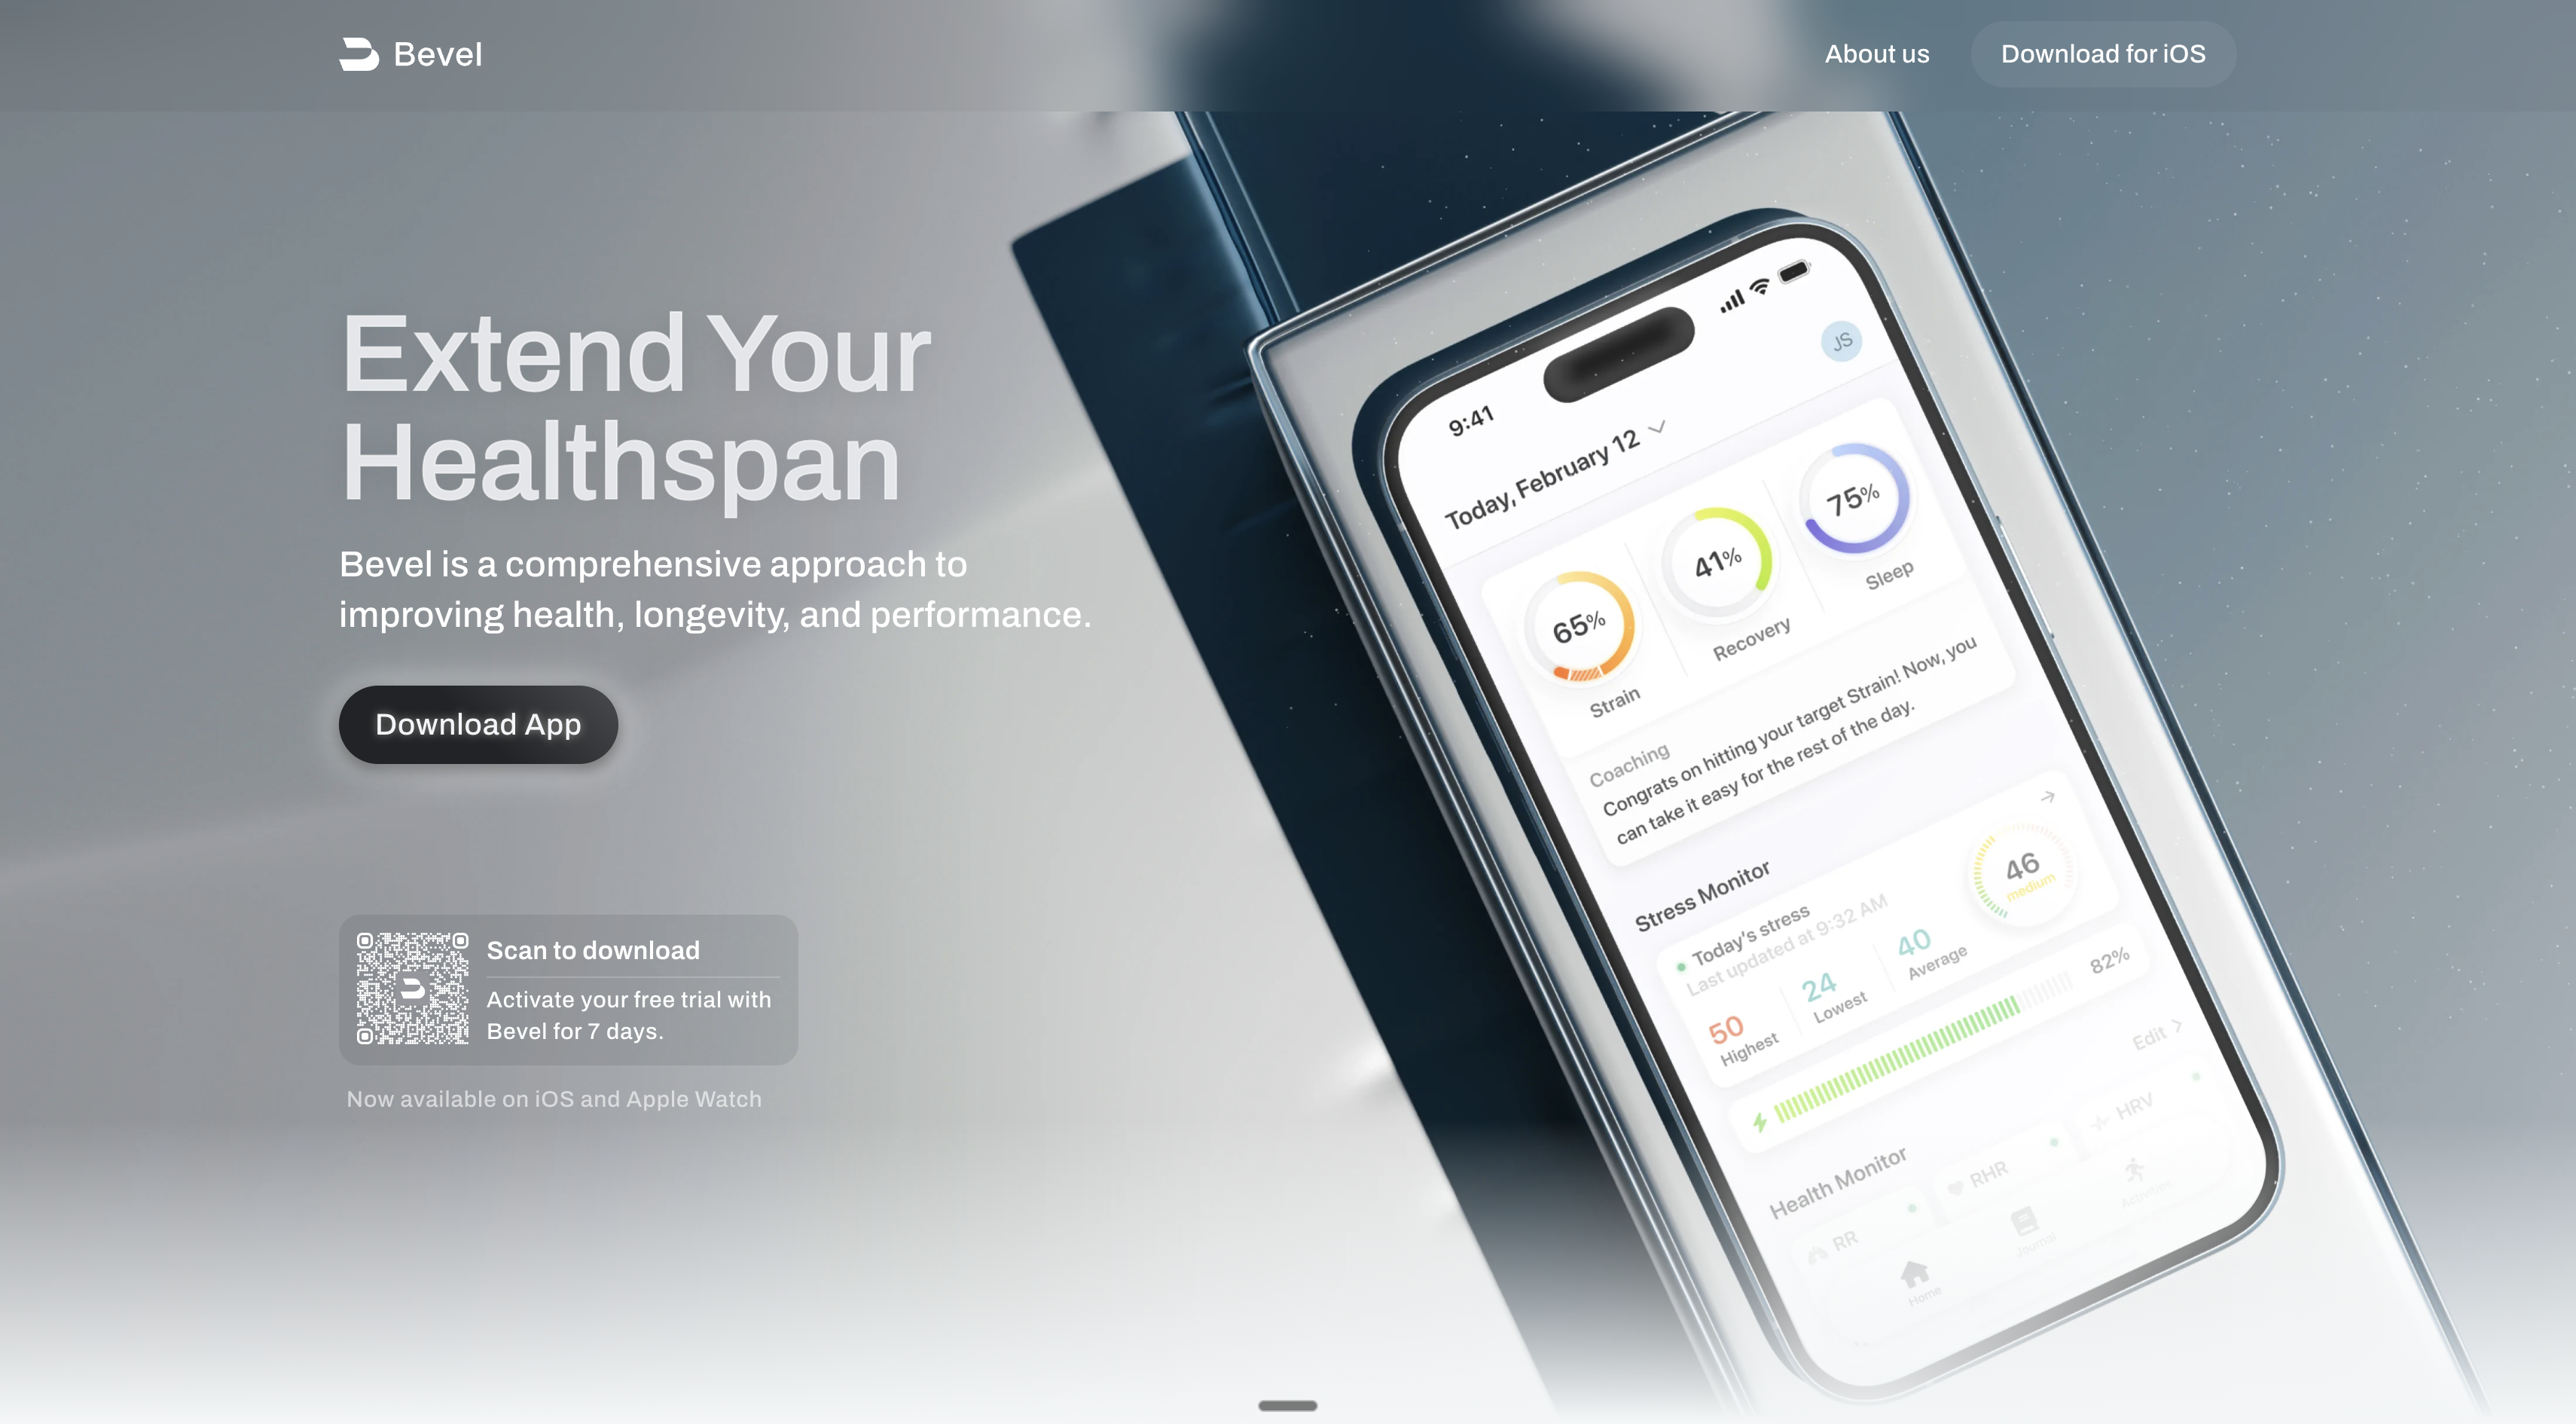 Bevel
About us
Download for iOS
Extend Your
Healthspan
Bevel is a comprehensive approach to
improving health, longevity, and performance.
Download App
Scan to download
Activate your free trial with
Bevel for 7 days.
Now available on iOS and Apple Watch
9:41
JS
Today, February 12
65%
Strain
41%
Recovery
75%
Sleep
Coaching
Congrats on hitting your target Strain! Now, you
can take it easy for the rest of the day.
Stress Monitor
Today's stress
Last updated at 9:32 AM
46
medium
50
Highest
24
Lowest
40
Average
82%
Health Monitor
Edit
RR
RHR
HRV
Home
Journal
Activities